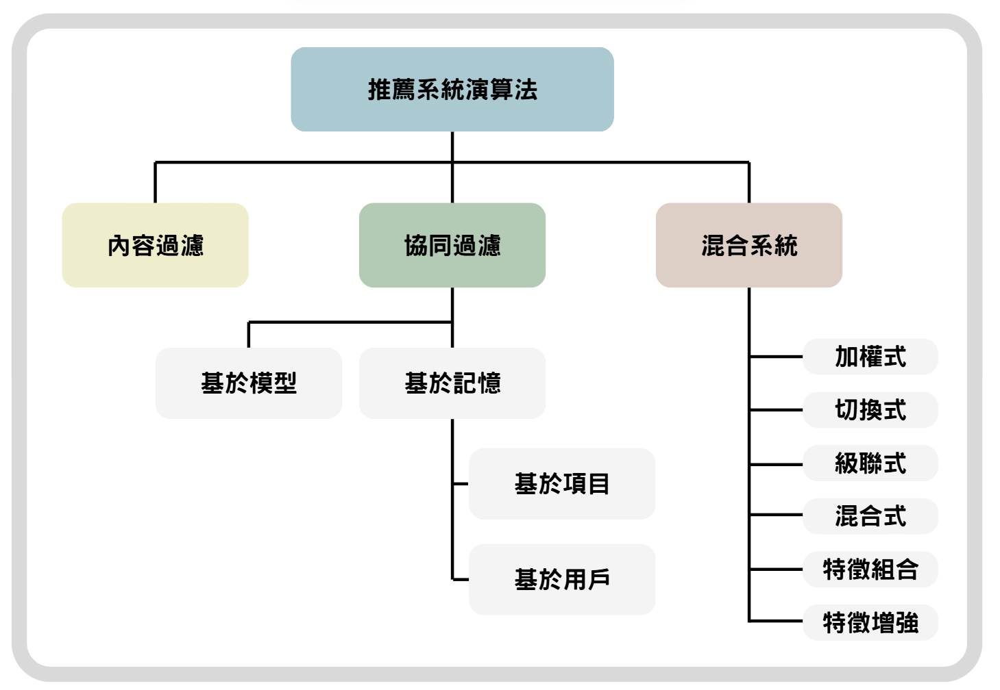 推薦系統演算法
內容過濾
協同過濾
混合系統
基於模型
基於記憶
基於項目
基於用戶
加權式
切換式
級聯式
混合式
特徵組合
特徵增強